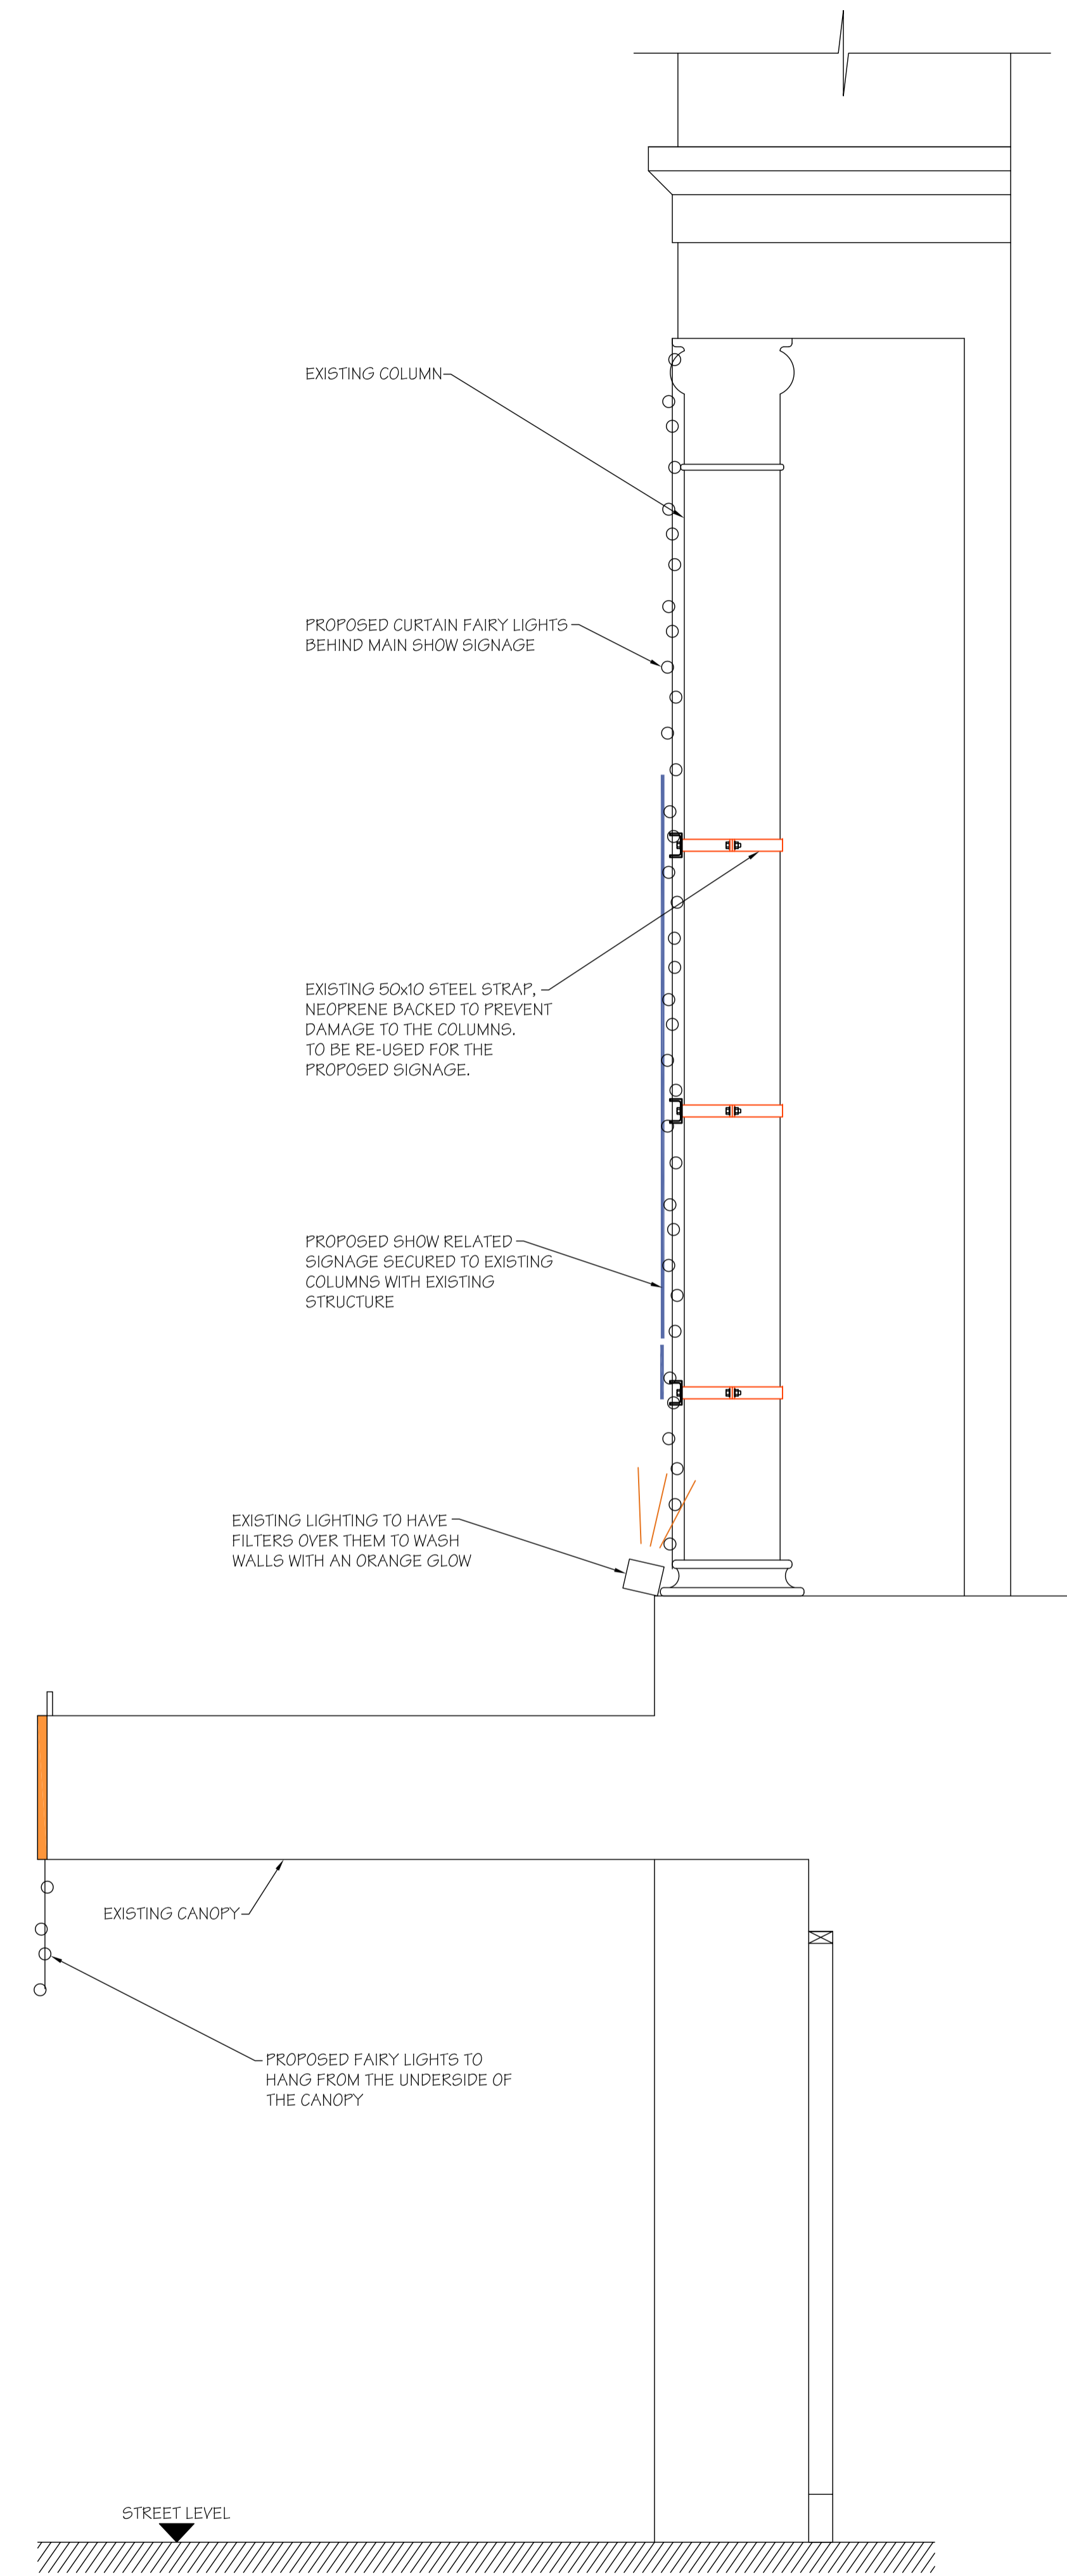 EXISTING COLUMN
PROPOSED CURTAIN FAIRY LIGHTS
BEHIND MAIN SHOW SIGNAGE
EXISTING 50x10 STEEL STRAP,
NEOPRENE BACKED TO PREVENT
DAMAGE TO THE COLUMNS.
TO BE RE-USED FOR THE
PROPOSED SIGNAGE.
PROPOSED SHOW RELATED
SIGNAGE SECURED TO EXISTING
COLUMNS WITH EXISTING
STRUCTURE
EXISTING LIGHTING TO HAVE
FILTERS OVER THEM TO WASH
WALLS WITH AN ORANGE GLOW
EXISTING CANOPY
PROPOSED FAIRY LIGHTS TO
HANG FROM THE UNDERSIDE OF
THE CANOPY
STREET LEVEL